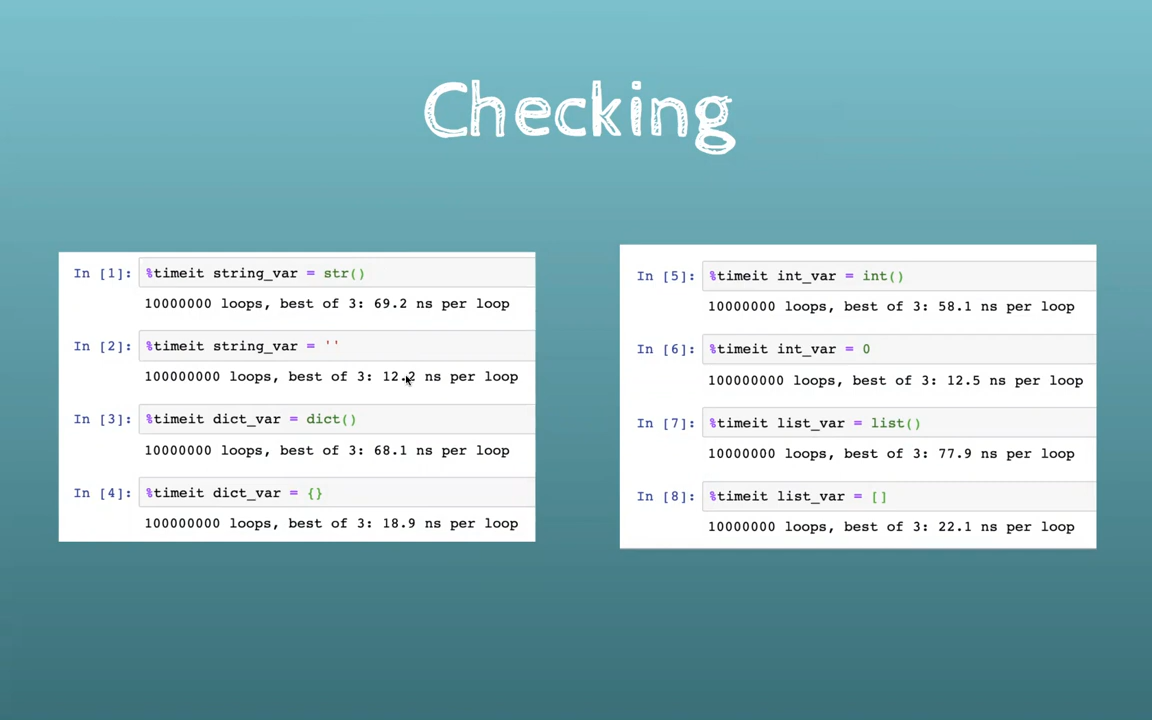 Checking
In [1]: %timeit string_var = str()
10000000 loops, best of 3: 69.2 ns per loop
In [2]: %timeit string_var = ''
100000000 loops, best of 3: 12.2 ns per loop
In [3]: %timeit dict_var = dict()
10000000 loops, best of 3: 68.1 ns per loop
In [4]: %timeit dict_var = {}
100000000 loops, best of 3: 18.9 ns per loop
In [5]: %timeit int_var = int()
10000000 loops, best of 3: 58.1 ns per loop
In [6]: %timeit int_var = 0
100000000 loops, best of 3: 12.5 ns per loop
In [7]: %timeit list_var = list()
10000000 loops, best of 3: 77.9 ns per loop
In [8]: %timeit list_var = []
10000000 loops, best of 3: 22.1 ns per loop